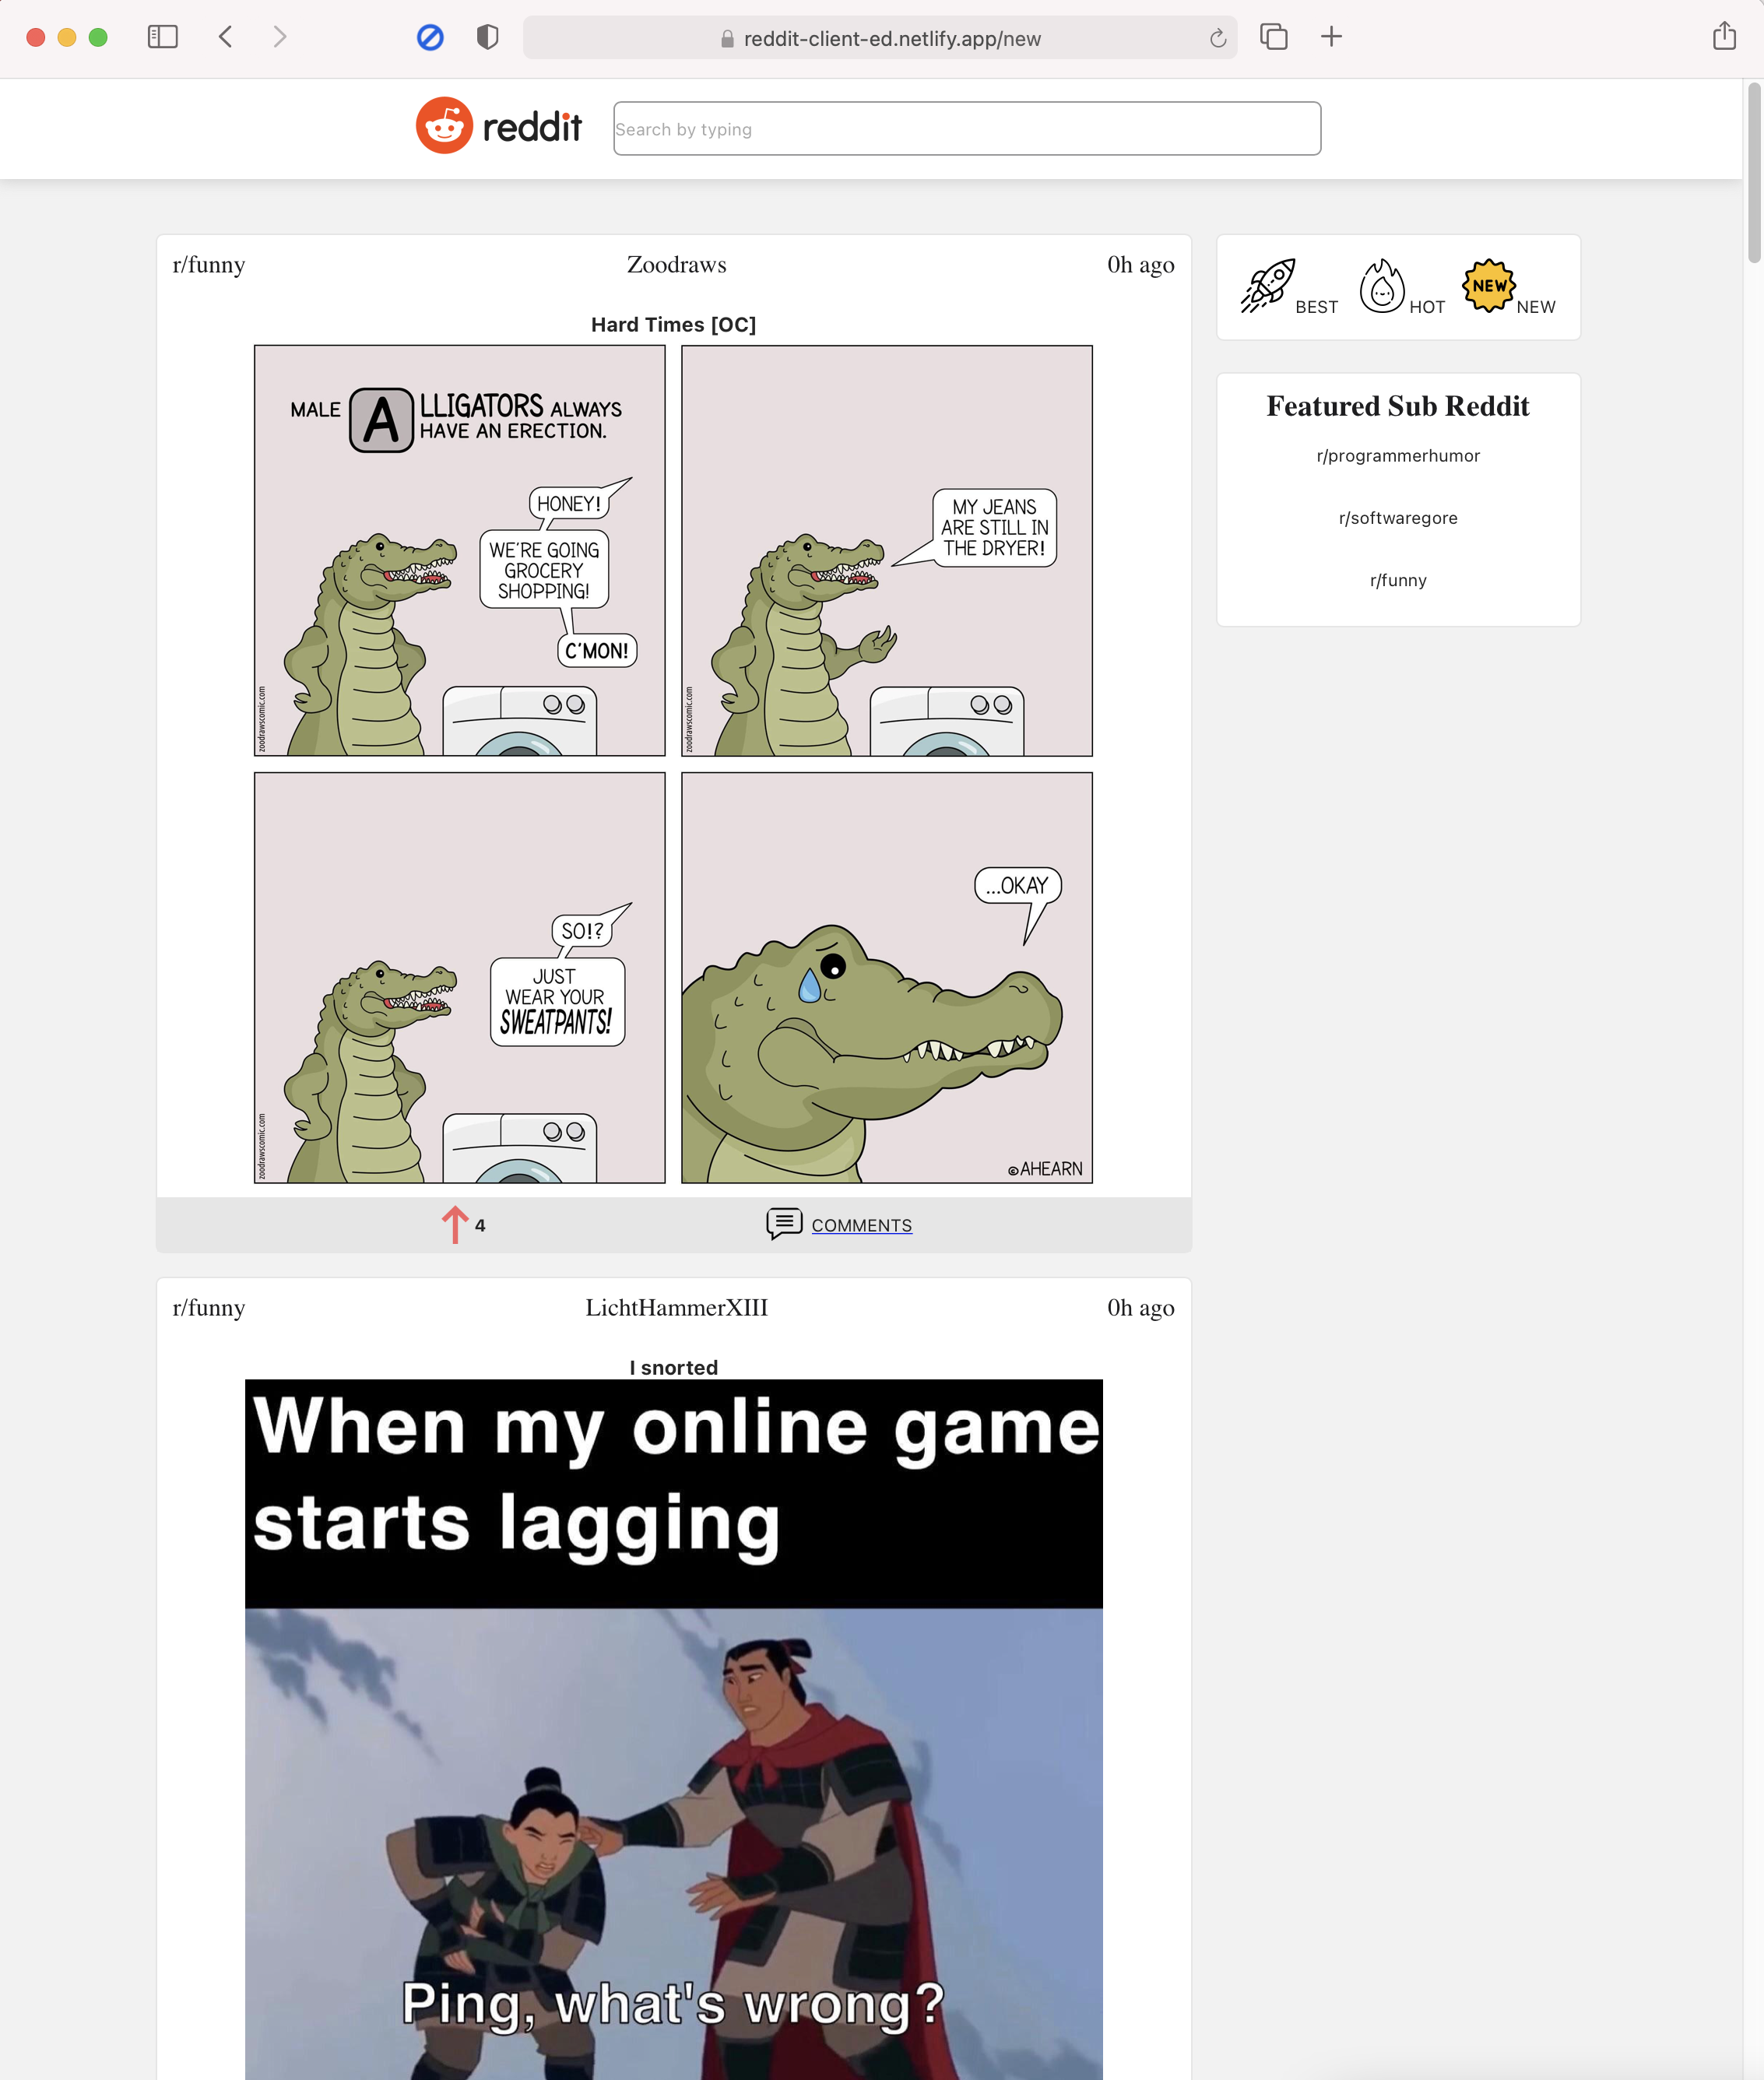 reddit-client-ed.netlify.app/new
reddit
Search by typing
r/funny Zoodraws 0h ago
Hard Times [OC]
MALE ALLIGATORS ALWAYS
HAVE AN ERECTION.
HONEY!
WE'RE GOING
GROCERY
SHOPPING!
C'MON!
zoodrawscomic.com
MY JEANS
ARE STILL IN
THE DRYER!
zoodrawscomic.com
SO!?
JUST
WEAR YOUR
SWEATPANTS!
zoodrawscomic.com
...OKAY
©AHEARN
4
COMMENTS
r/funny LichtHammerXIII 0h ago
I snorted
When my online game
starts lagging
Ping, what's wrong?
BEST
HOT
NEW
NEW
Featured Sub Reddit
r/programmerhumor
r/softwaregore
r/funny